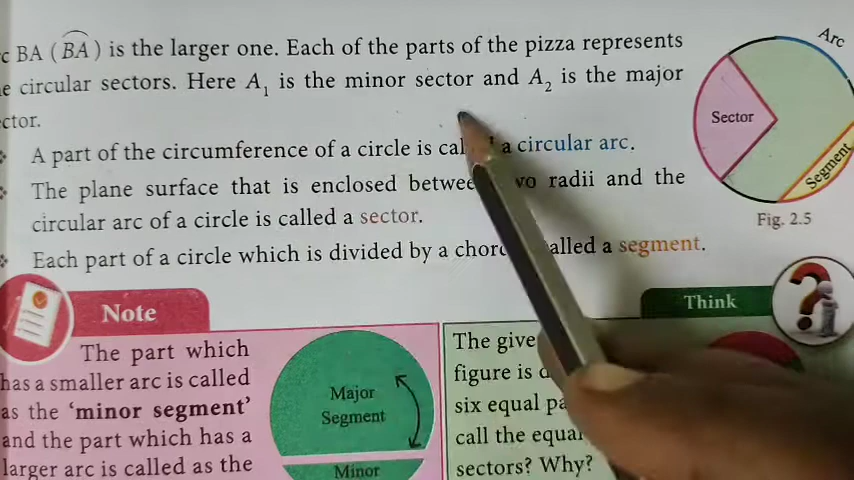 c BA (BA) is the larger one. Each of the parts of the pizza represents
e circular sectors. Here A₁ is the minor sector and A₂ is the major
ctor.
A part of the circumference of a circle is cal a circular arc.
The plane surface that is enclosed betwee vo radii and the
circular arc of a circle is called a sector.
Each part of a circle which is divided by a chord alled a segment.
Arc
Sector
Segment
Fig. 2.5
Note
The part which
has a smaller arc is called
as the ‘minor segment’
and the part which has a
larger arc is called as the
Major
Segment
Minor
Think
The give
figure is d
six equal pa
call the equal
sectors? Why?